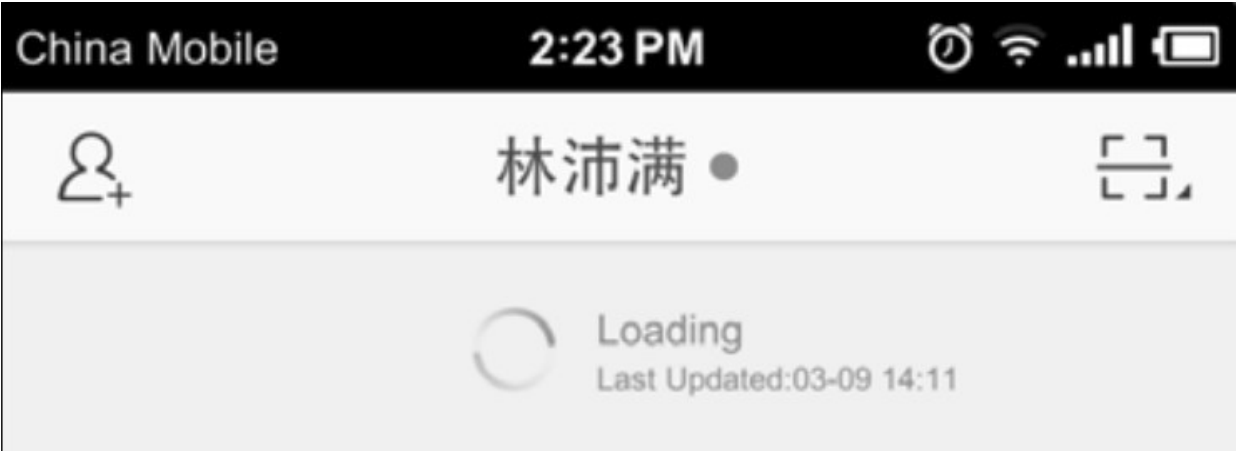 China Mobile 2:23 PM
林沛满
Loading
Last Updated:03-09 14:11